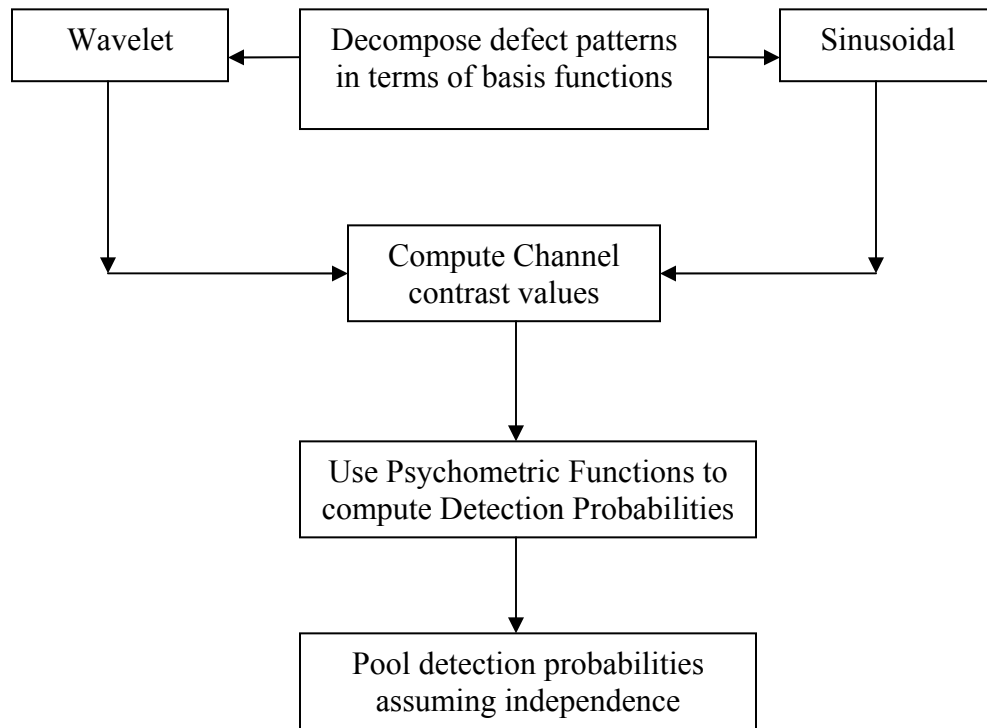 Wavelet
Decompose defect patterns
in terms of basis functions
Sinusoidal
Compute Channel
contrast values
Use Psychometric Functions to
compute Detection Probabilities
Pool detection probabilities
assuming independence